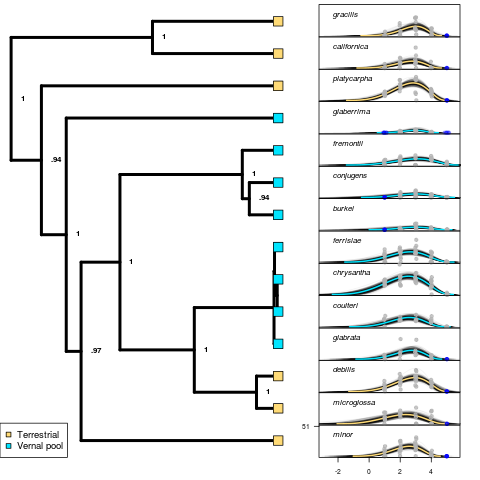 gracilis
californica
1
platycarpha
1
glaberrima
fremontii
.94
1
conjugens
.94
burkei
1
1
ferrisiae
chrysantha
coulteri
1
.97
glabrata
debilis
1
microglossa
51
Terrestrial
minor
Vernal pool
-2 0 2 4